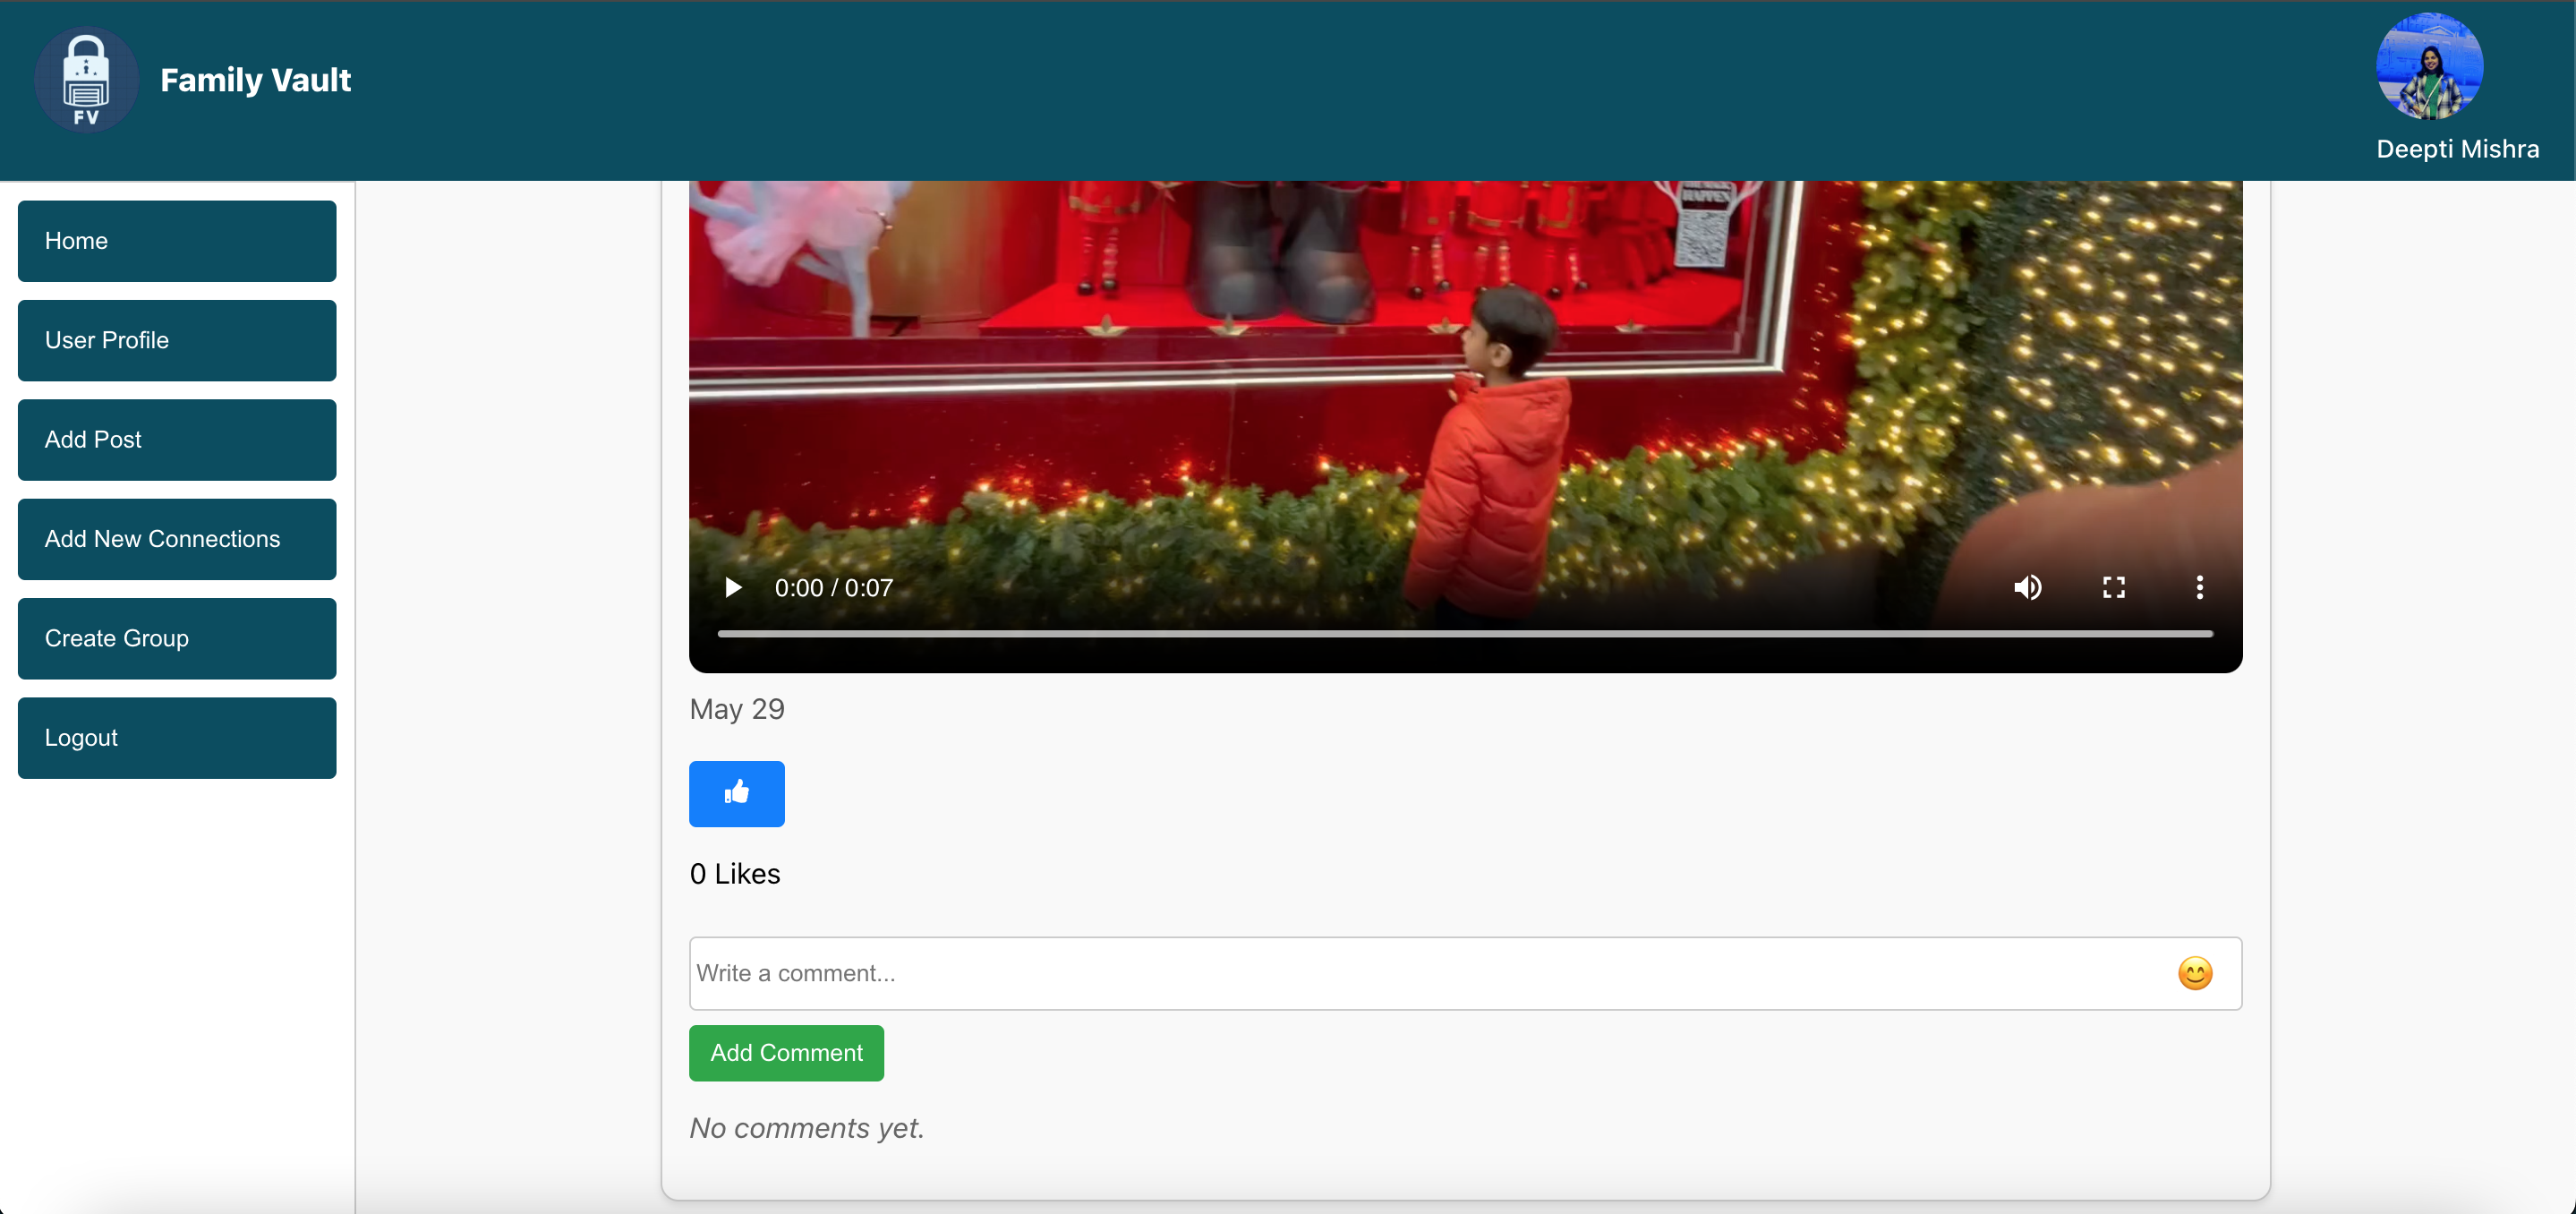 FV
Family Vault
Deepti Mishra
Home
User Profile
Add Post
Add New Connections
Create Group
Logout
0:00 / 0:07
May 29
0 Likes
Write a comment...
Add Comment
No comments yet.